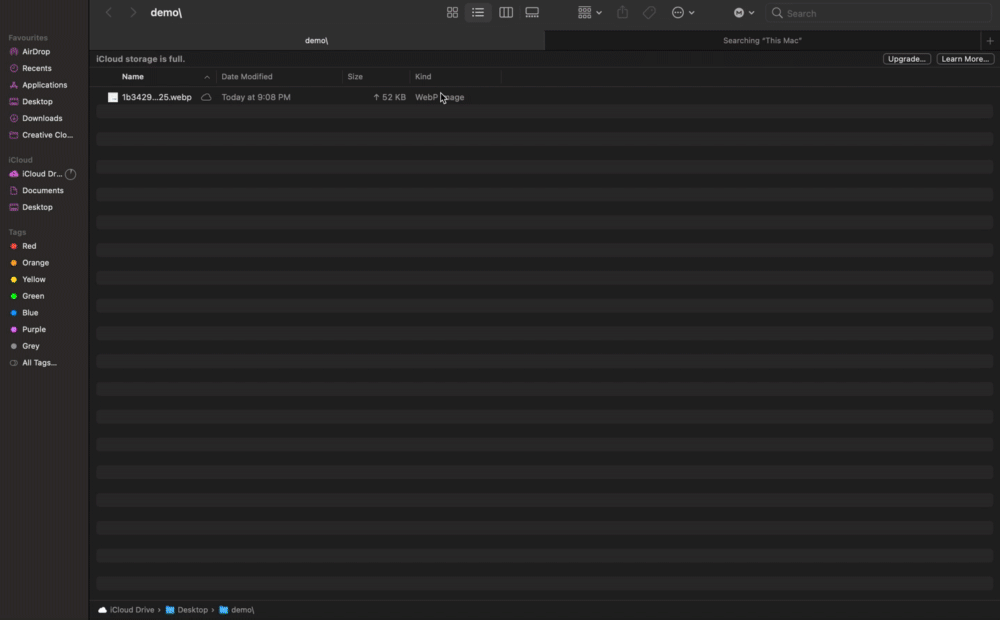 demo\
Search
demo\
Searching "This Mac"
iCloud storage is full.
Upgrade...
Learn More...
Name
Date Modified
Size
Kind
1b3429...25.webp
Today at 9:08 PM
52 KB
WebP Image
Favourites
AirDrop
Recents
Applications
Desktop
Downloads
Creative Clo...
iCloud
iCloud Dr...
Documents
Desktop
Tags
Red
Orange
Yellow
Green
Blue
Purple
Grey
All Tags...
iCloud Drive › Desktop › demo\